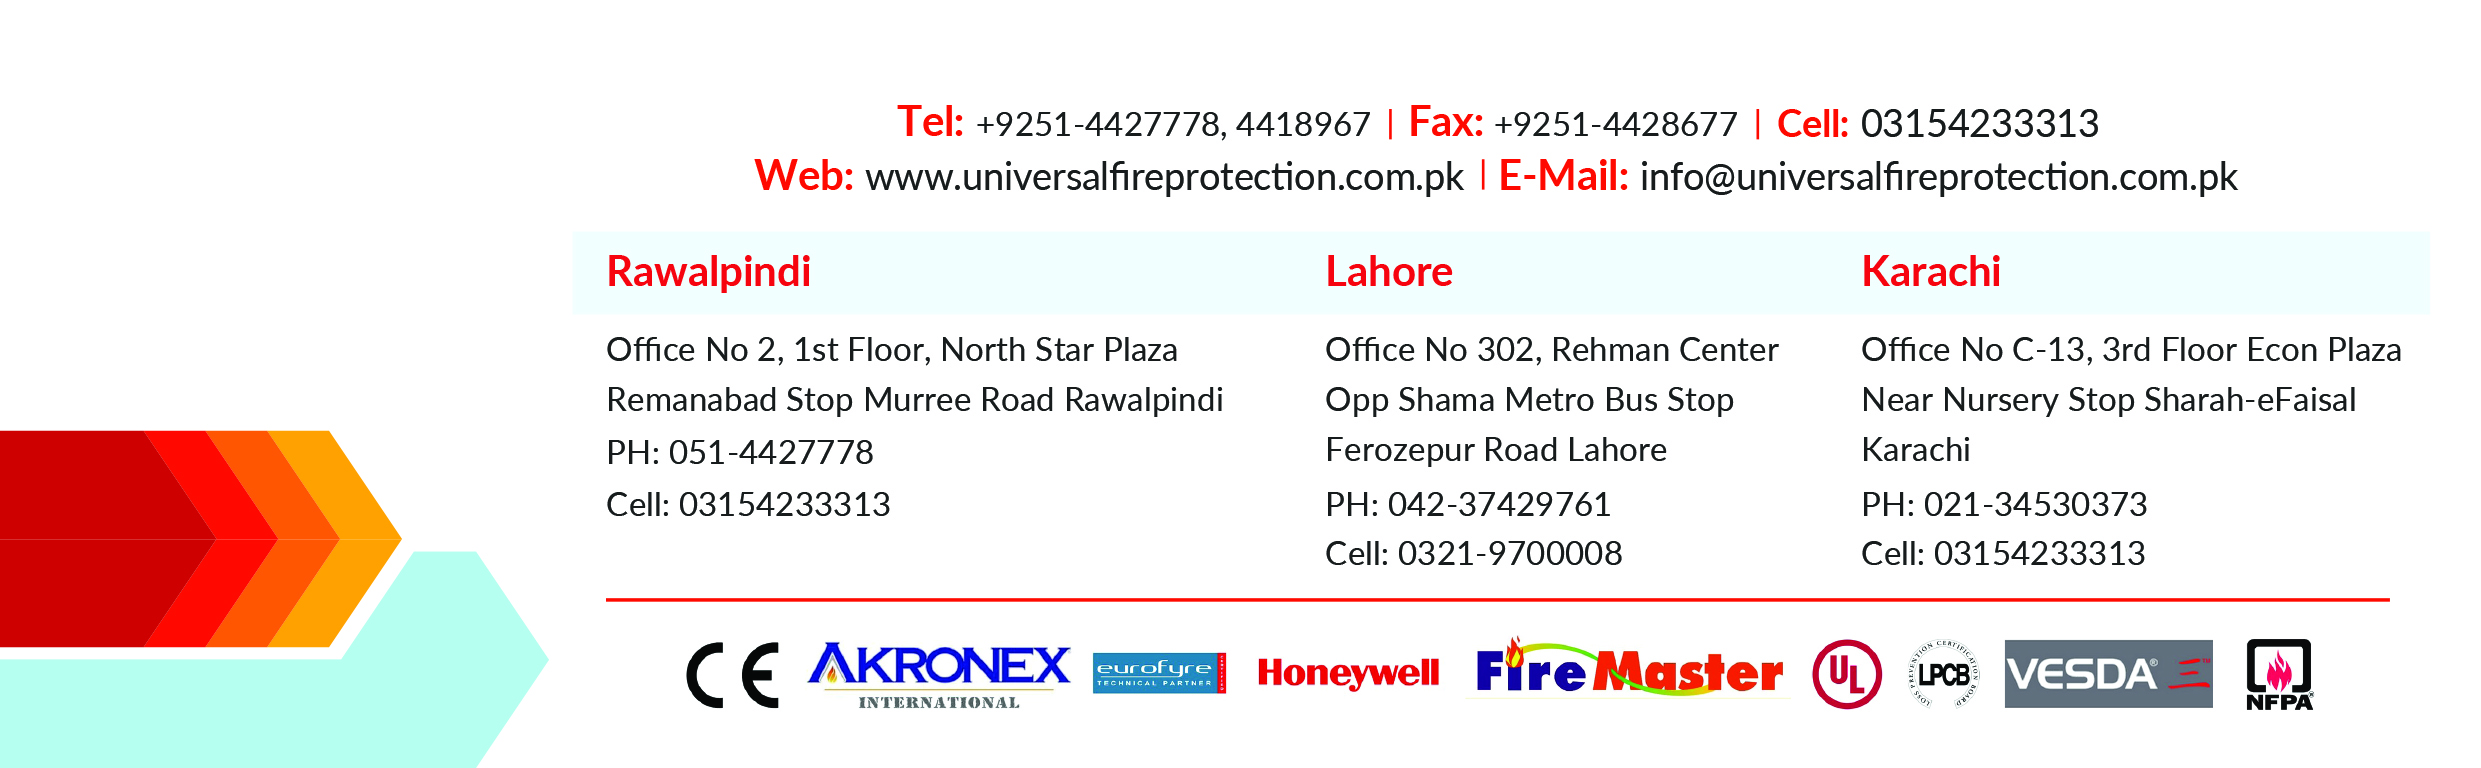 Tel: +9251-4427778, 4418967 | Fax: +9251-4428677 | Cell: 03154233313
Web: www.universalfireprotection.com.pk | E-Mail: info@universalfireprotection.com.pk
Rawalpindi
Office No 2, 1st Floor, North Star Plaza
Remanabad Stop Murree Road Rawalpindi
PH: 051-4427778
Cell: 03154233313
Lahore
Office No 302, Rehman Center
Opp Shama Metro Bus Stop
Ferozepur Road Lahore
PH: 042-37429761
Cell: 0321-9700008
Karachi
Office No C-13, 3rd Floor Econ Plaza
Near Nursery Stop Sharah-eFaisal
Karachi
PH: 021-34530373
Cell: 03154233313
CE
AKRONEX
INTERNATIONAL
eurofyre
TECHNICAL PARTNER
Honeywell
FireMaster
UL
LOSS PREVENTION CERTIFICATION BOARD
LPCB
VESDA®
NFPA®